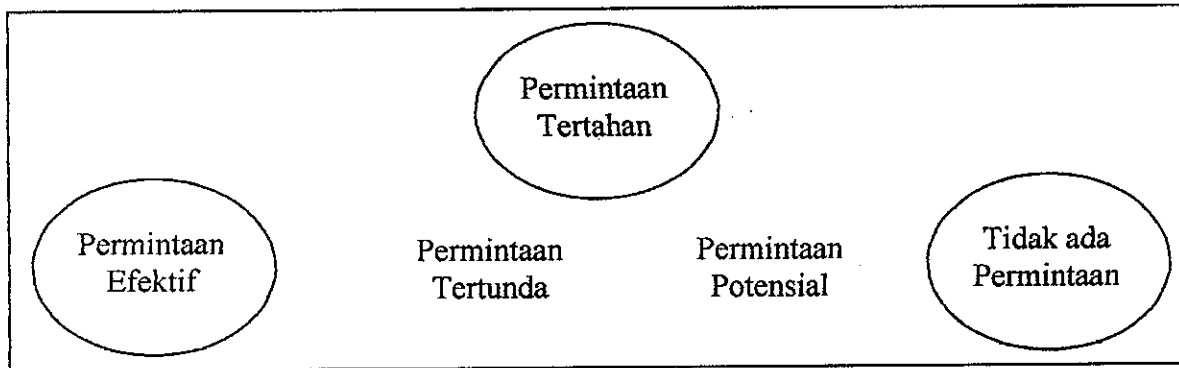 Permintaan
Tertahan
Permintaan
Efektif
Permintaan
Tertunda
Permintaan
Potensial
Tidak ada
Permintaan